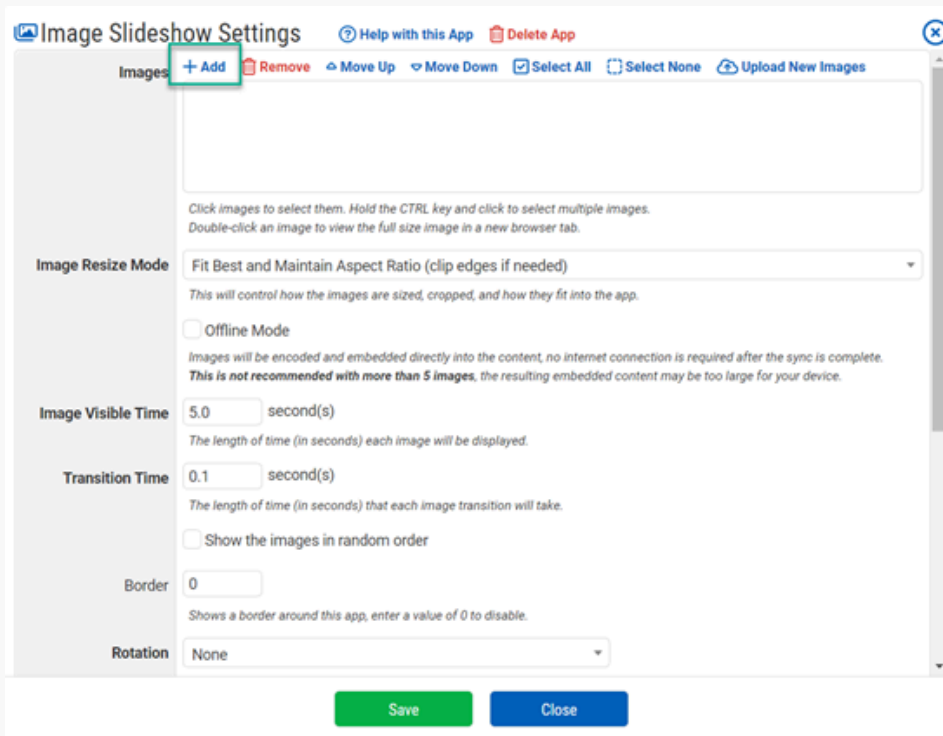 Image Slideshow Settings Help with this App Delete App
Images + Add Remove Move Up Move Down Select All Select None Upload New Images
Click images to select them. Hold the CTRL key and click to select multiple images.
Double-click an image to view the full size image in a new browser tab.
Image Resize Mode Fit Best and Maintain Aspect Ratio (clip edges if needed)
This will control how the images are sized, cropped, and how they fit into the app.
Offline Mode
Images will be encoded and embedded directly into the content, no internet connection is required after the sync is complete.
This is not recommended with more than 5 images, the resulting embedded content may be too large for your device.
Image Visible Time 5.0 second(s)
The length of time (in seconds) each image will be displayed.
Transition Time 0.1 second(s)
The length of time (in seconds) that each image transition will take.
Show the images in random order
Border 0
Shows a border around this app, enter a value of 0 to disable.
Rotation None
Save Close